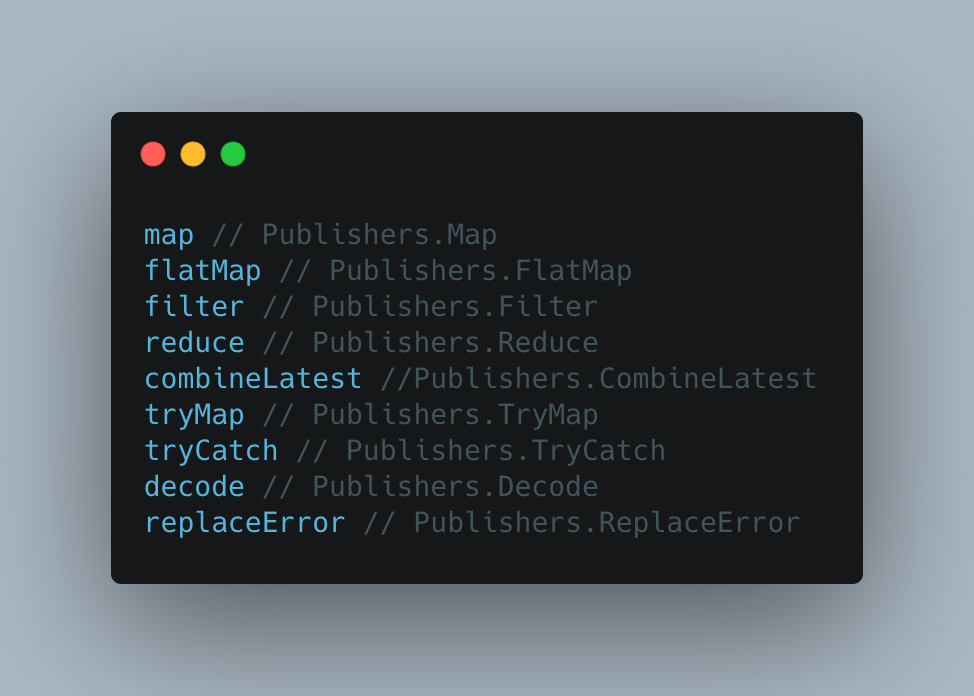 map // Publishers.Map
flatMap // Publishers.FlatMap
filter // Publishers.Filter
reduce // Publishers.Reduce
combineLatest //Publishers.CombineLatest
tryMap // Publishers.TryMap
tryCatch // Publishers.TryCatch
decode // Publishers.Decode
replaceError // Publishers.ReplaceError